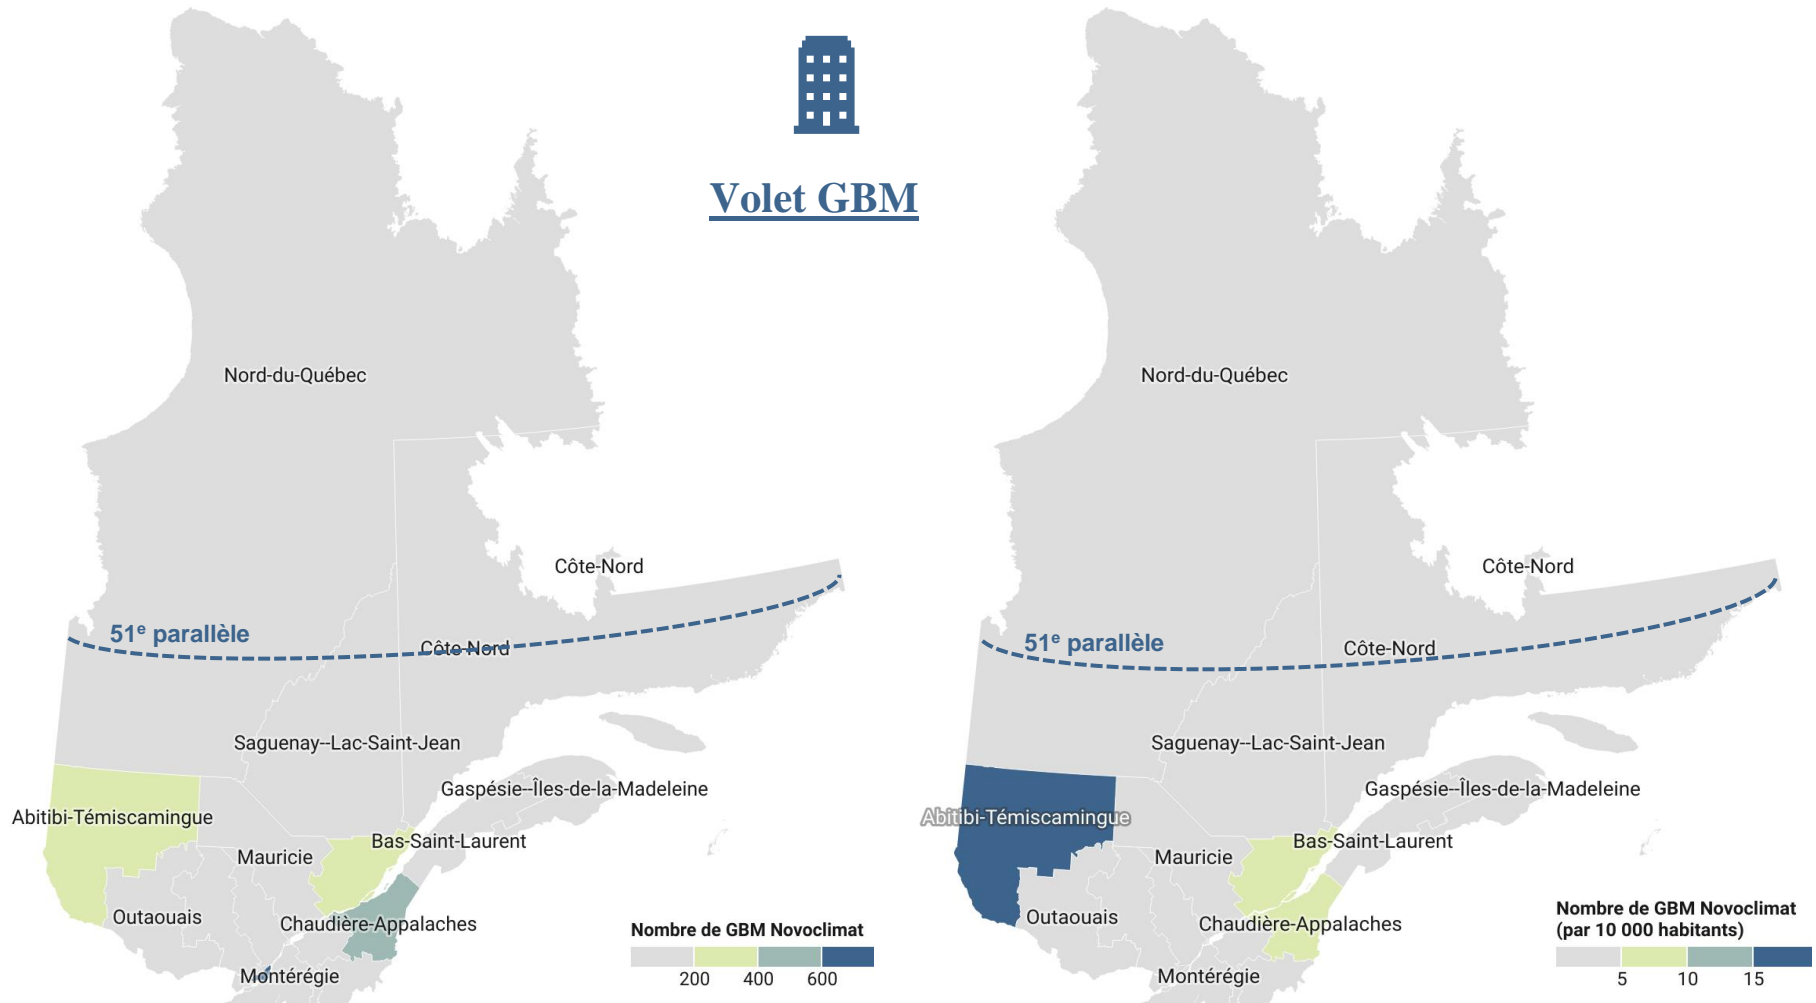 Volet GBM
Nord-du-Québec
Côte-Nord
51e parallèle
Côte-Nord
Saguenay--Lac-Saint-Jean
Gaspésie--Îles-de-la-Madeleine
Abitibi-Témiscamingue
Bas-Saint-Laurent
Mauricie
Outaouais
Chaudière-Appalaches
Montérégie
Nombre de GBM Novoclimat
200 400 600
Nord-du-Québec
Côte-Nord
51e parallèle
Côte-Nord
Saguenay--Lac-Saint-Jean
Gaspésie--Îles-de-la-Madeleine
Abitibi-Témiscamingue
Bas-Saint-Laurent
Mauricie
Outaouais
Chaudière-Appalaches
Montérégie
Nombre de GBM Novoclimat
(par 10 000 habitants)
5 10 15